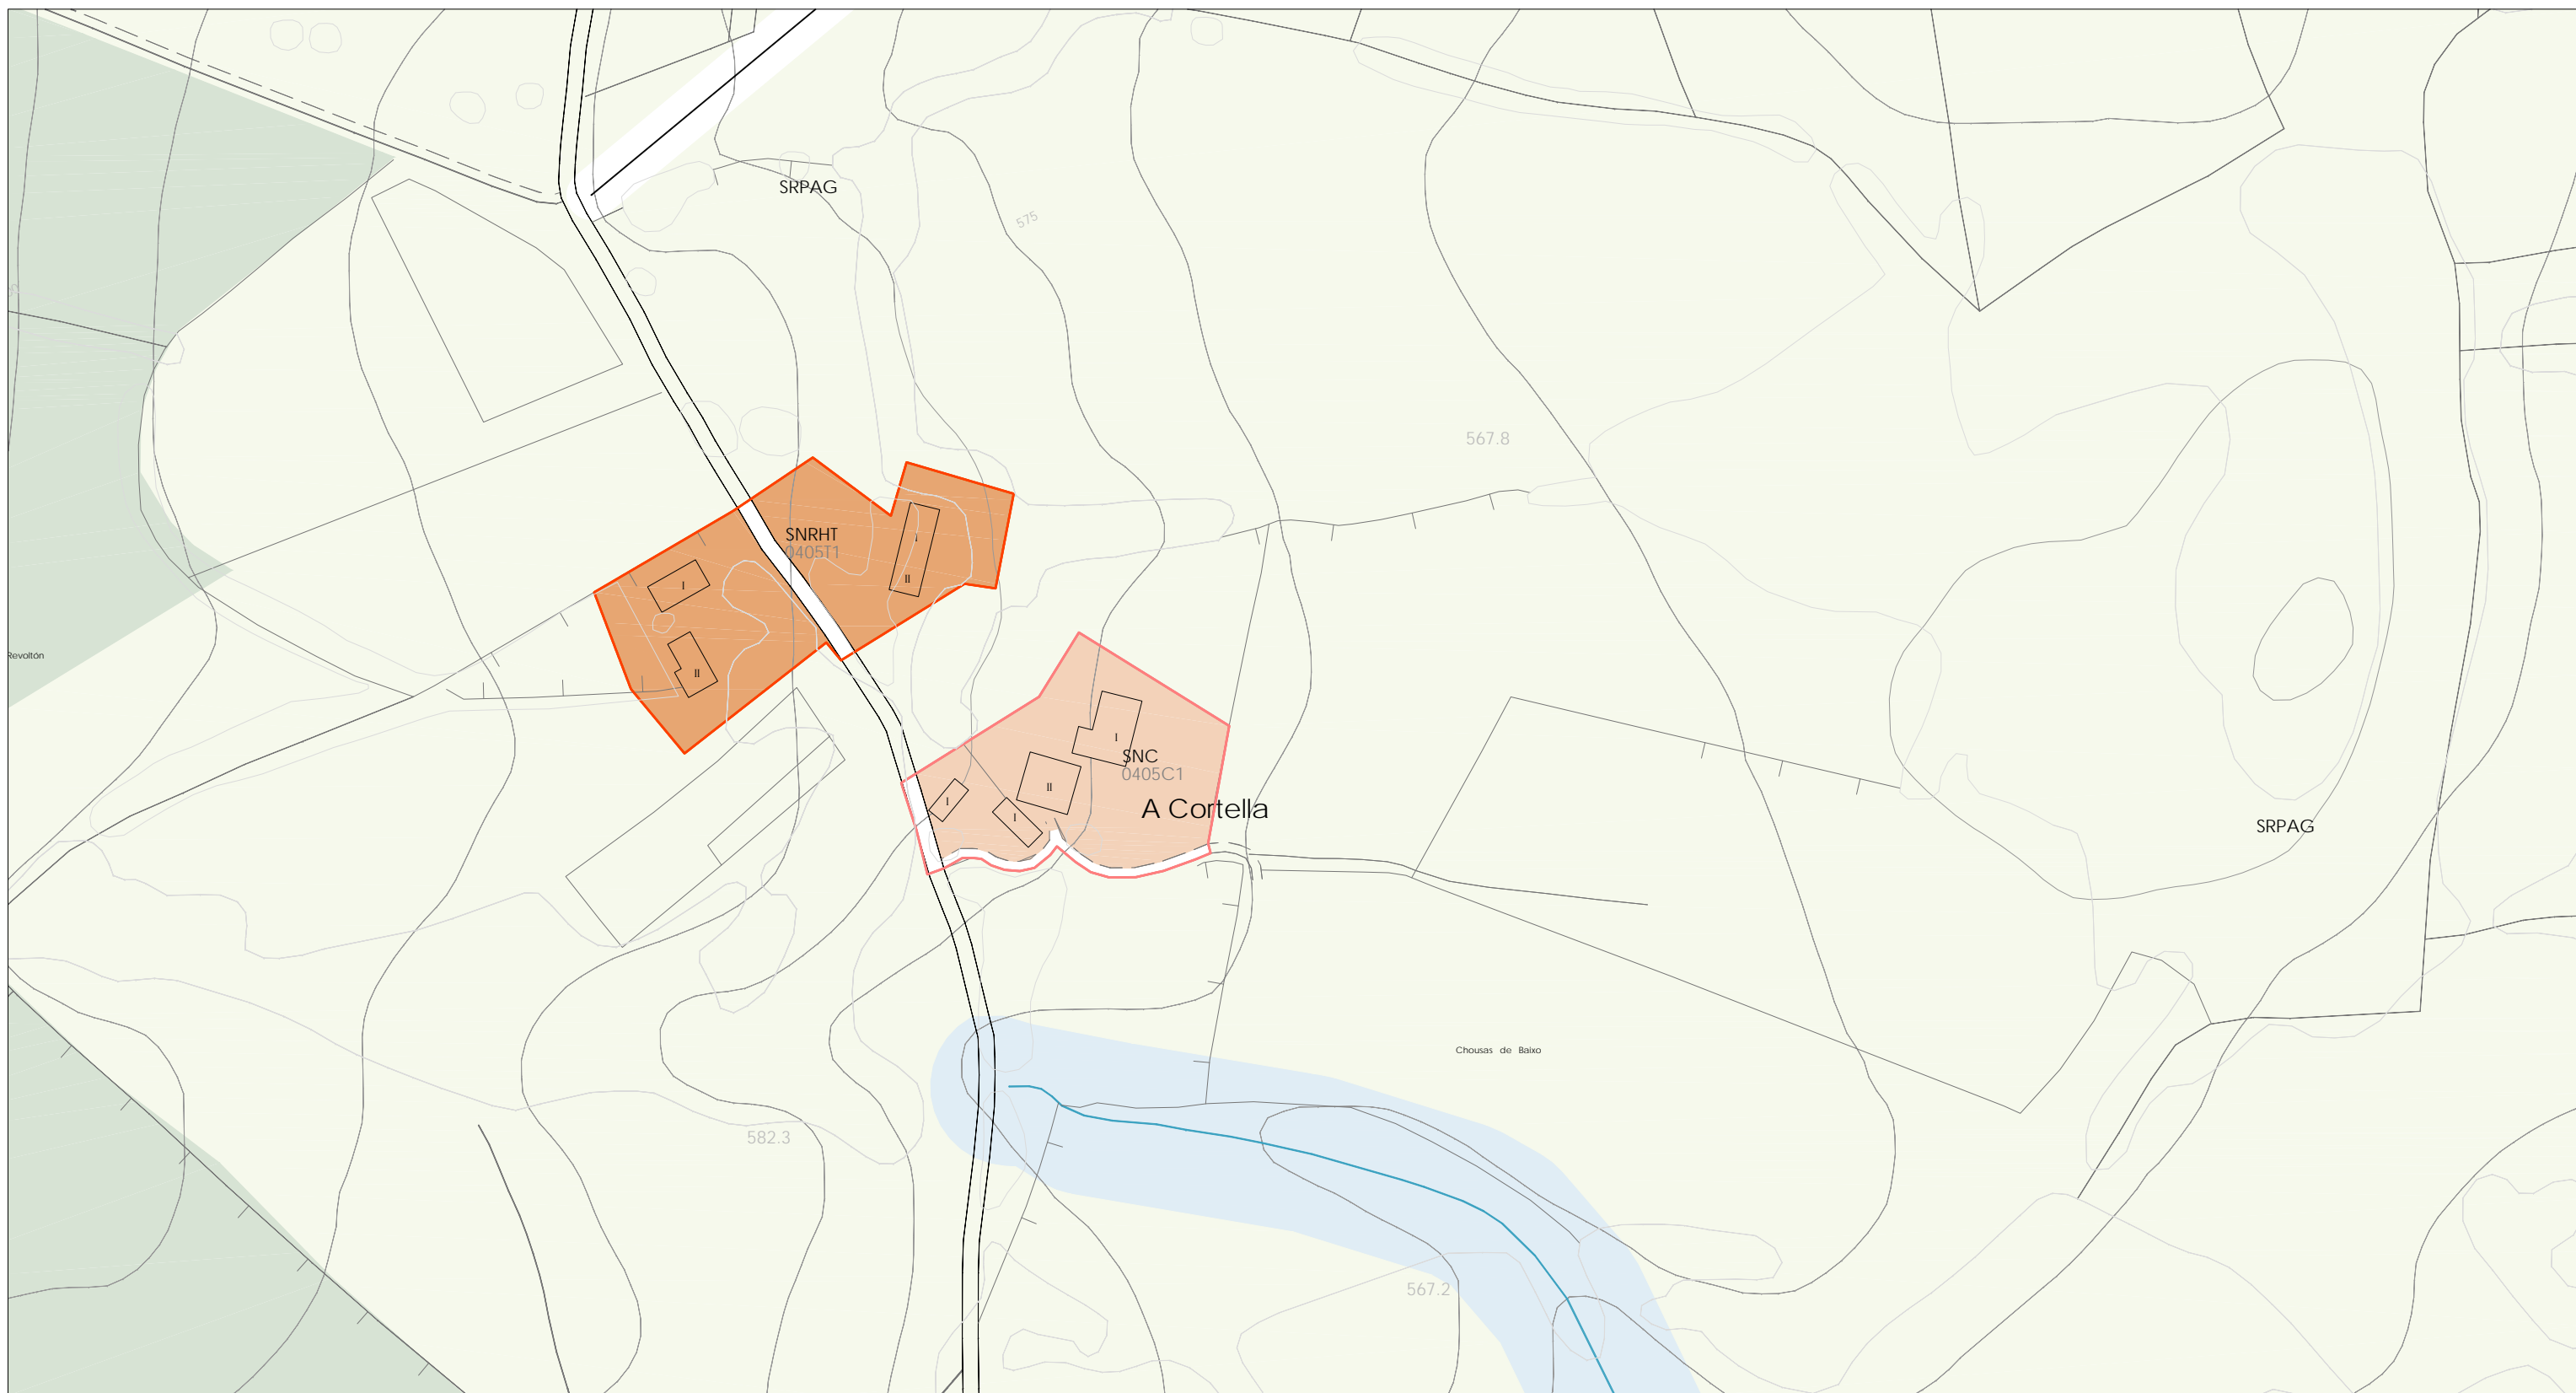 SRPAG
575
567.8
SNRHT
0405T1
I
II
I
II
Revoltón
I
SNC
0405C1
II
I
I
A Cortella
SRPAG
Chousas de Baixo
582.3
567.2